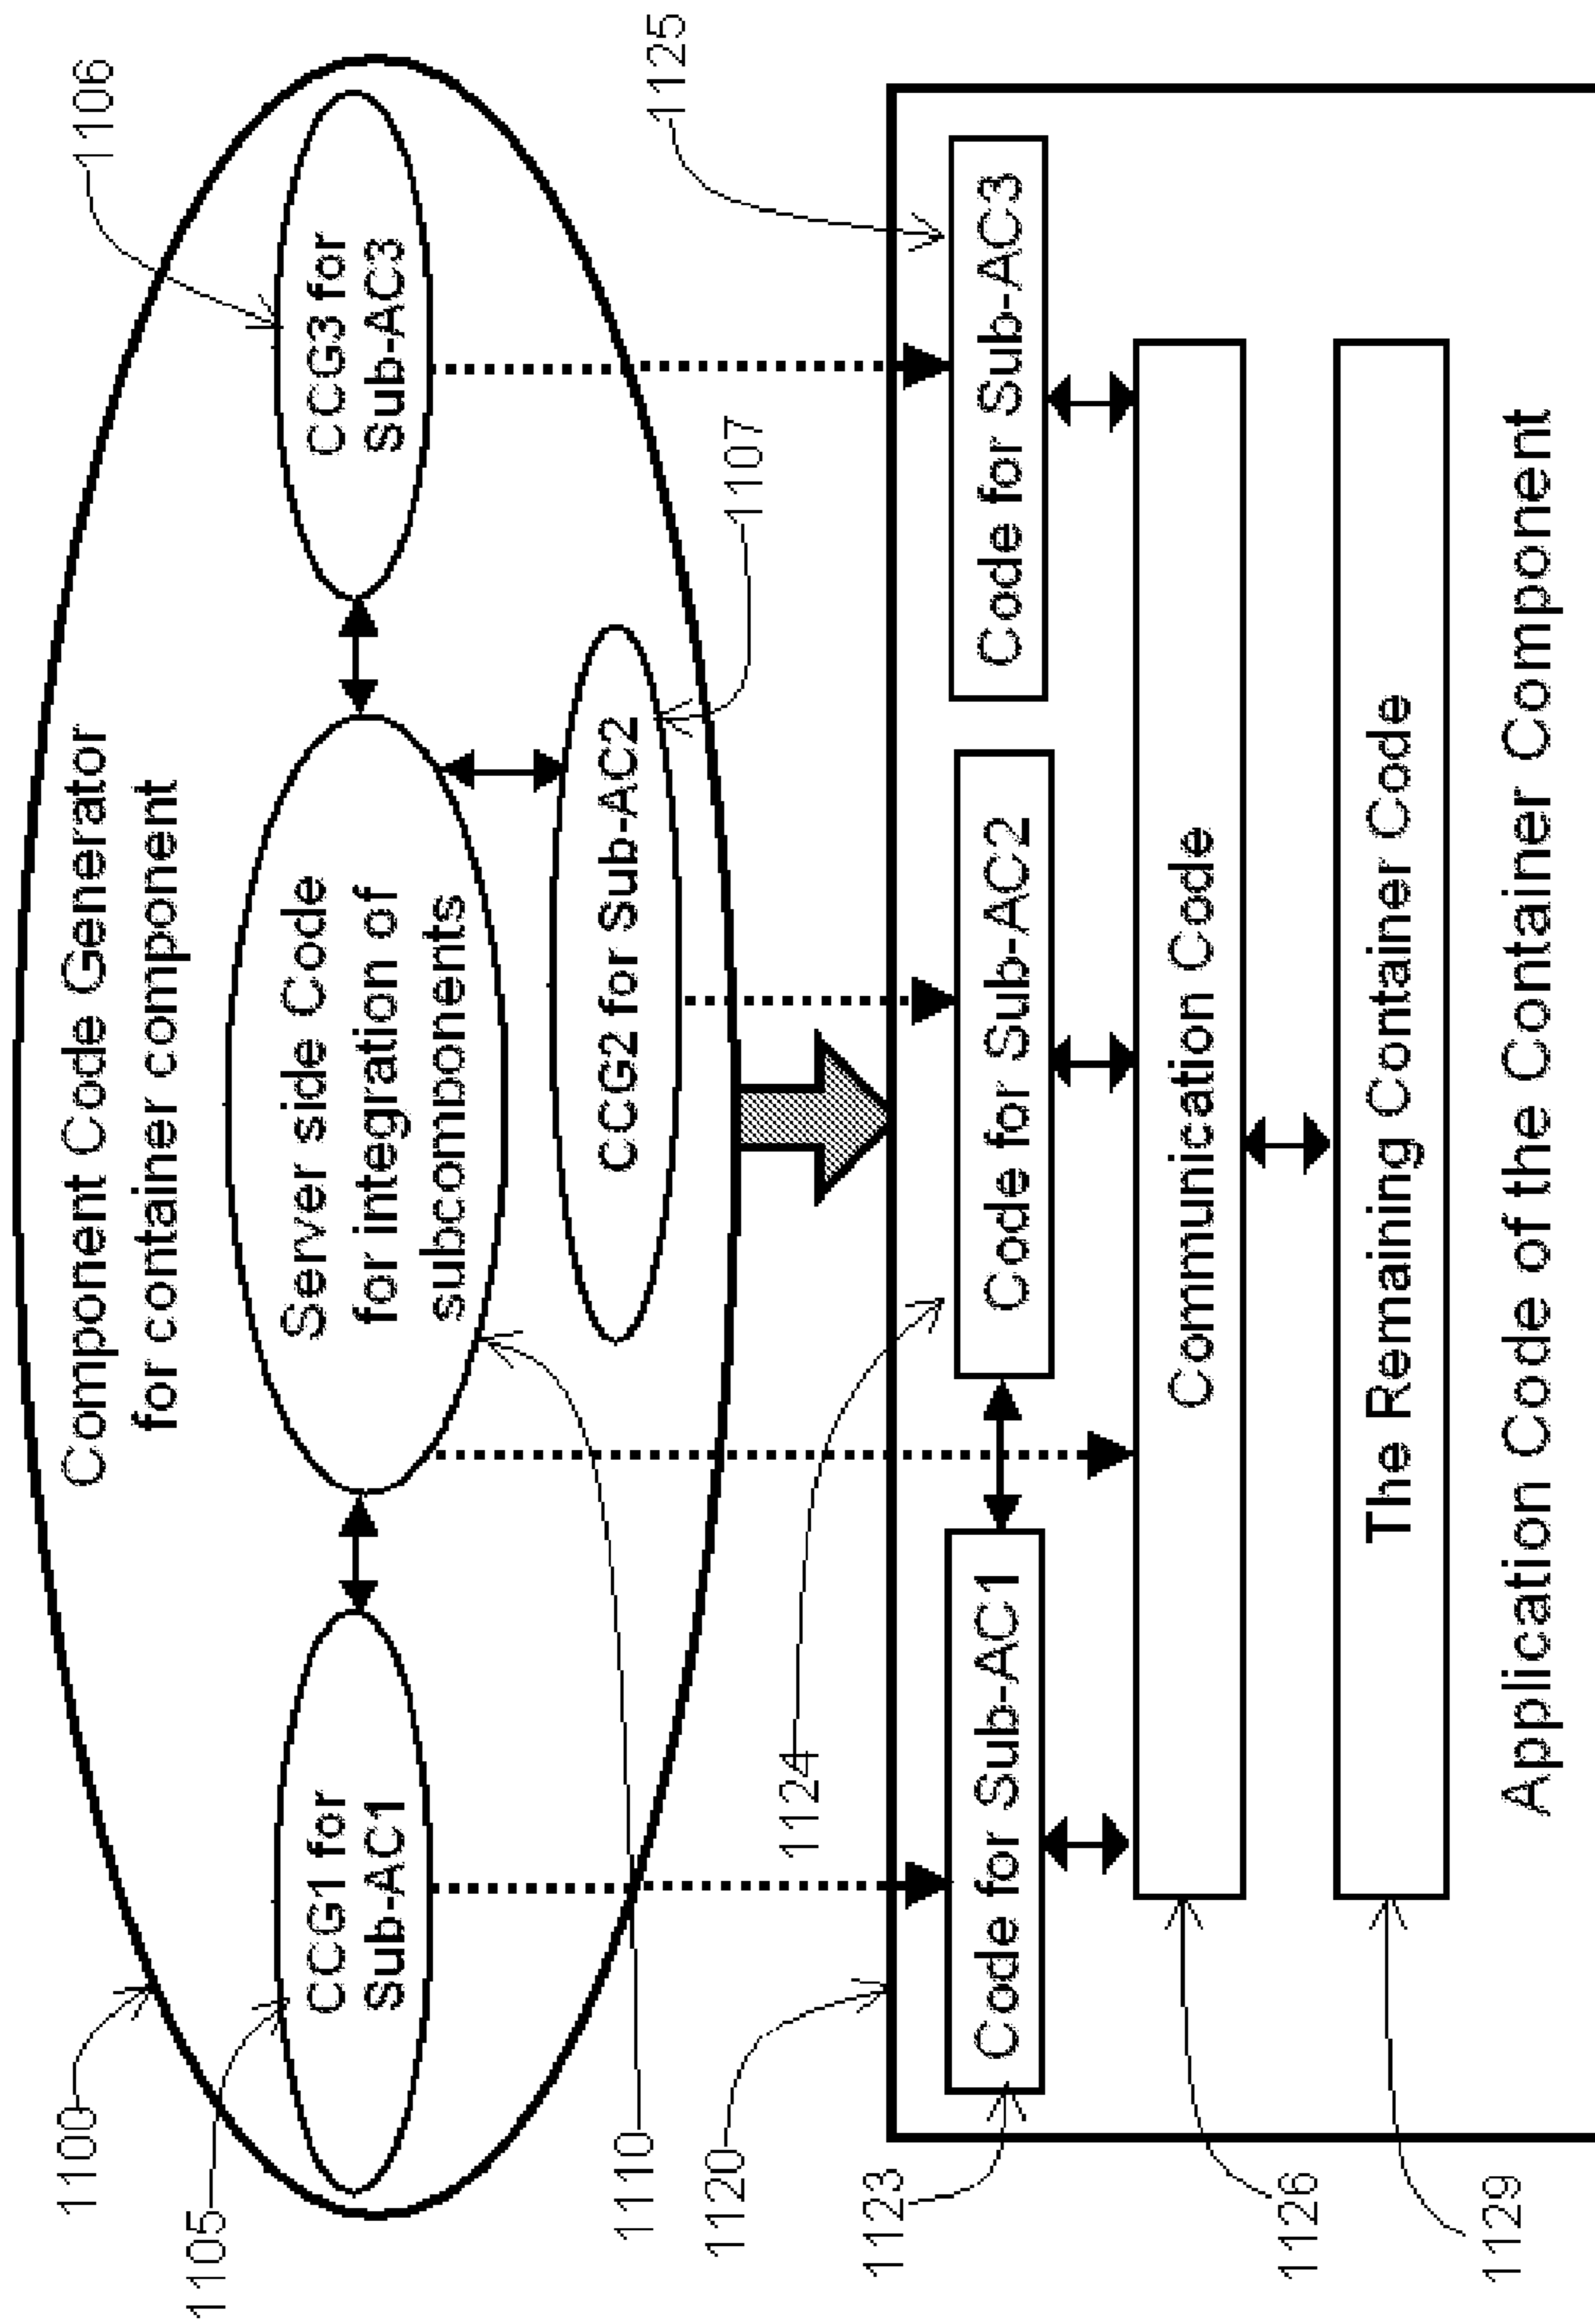 1100
Component Code Generator
for container component
1106
1105
CCG1 for
Sub-AC1
Server side Code
for integration of
subcomponents
CCG3 for
Sub-AC3
CCG2 for Sub-AC2
1107
1110
1120
1124
1125
1123
Code for Sub-AC1
Code for Sub-AC2
Code for Sub-AC3
Communication Code
1126
The Remaining Container Code
1129
Application Code of the Container Component